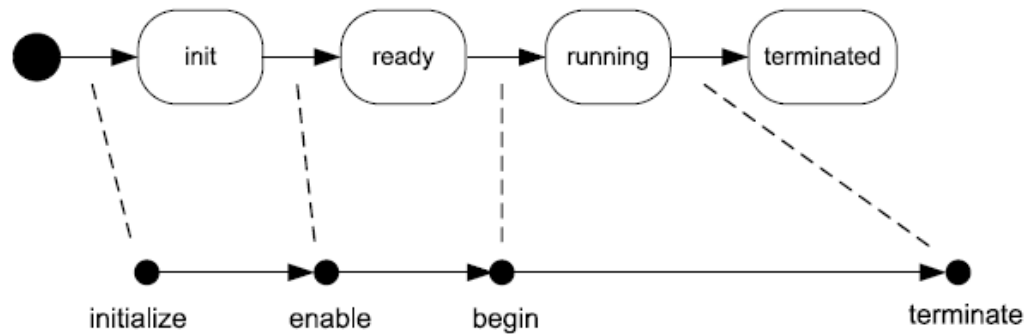 init
ready
running
terminated
initialize
enable
begin
terminate